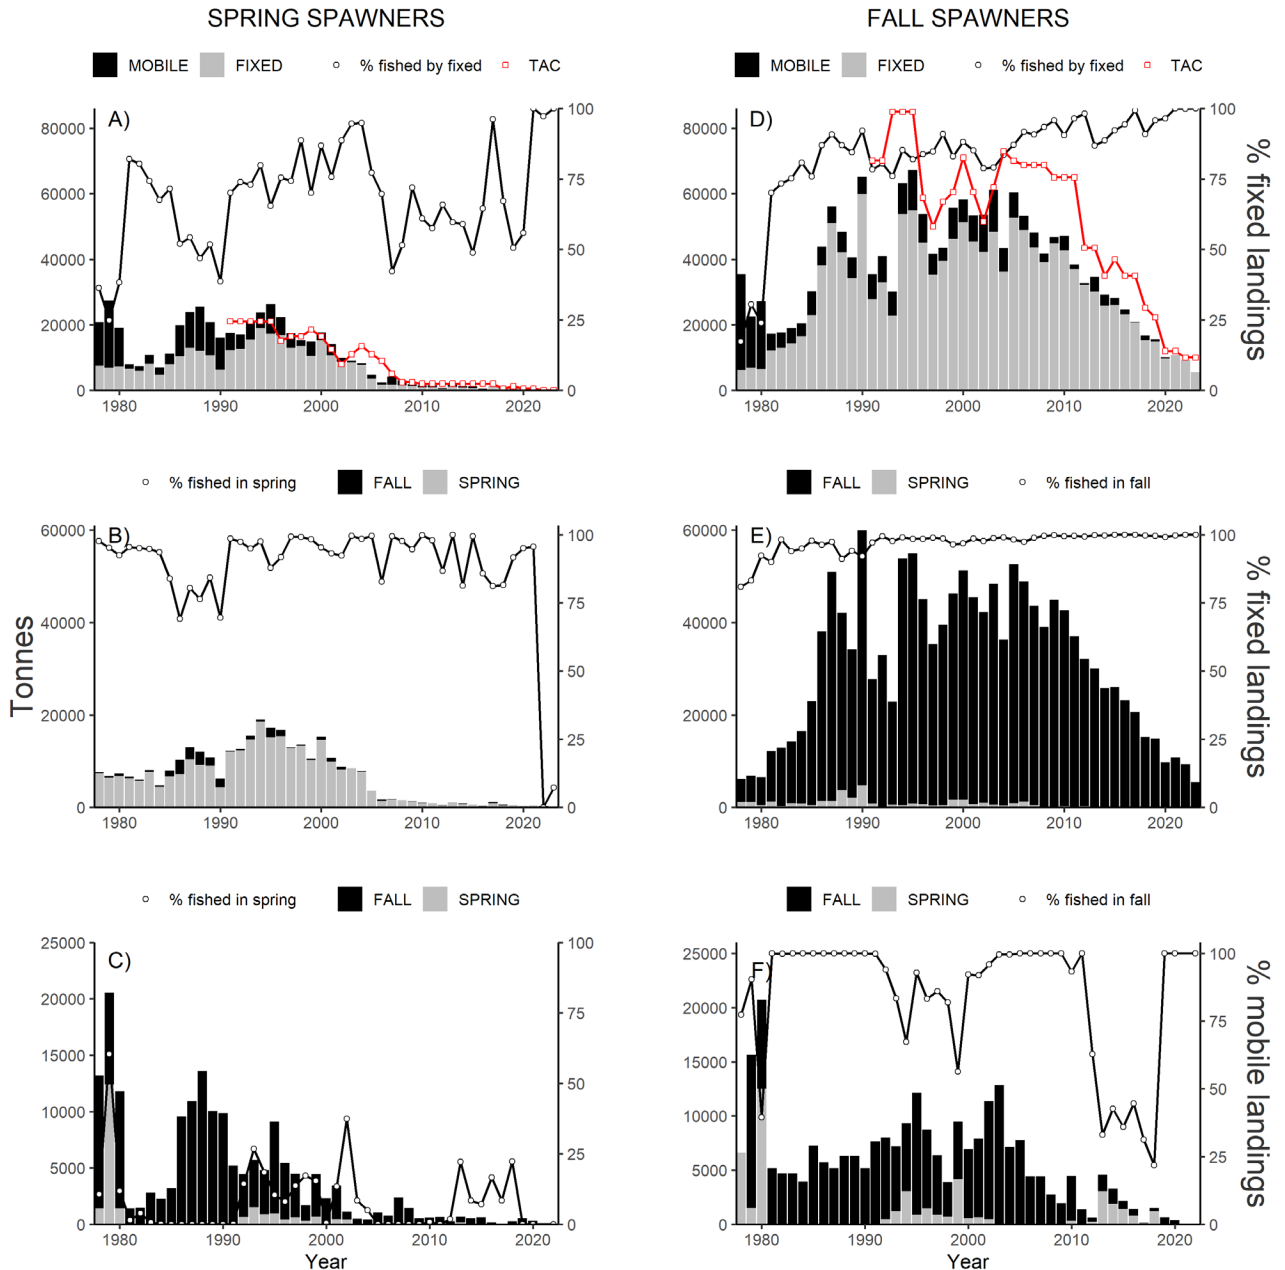 SPRING SPAWNERS
FALL SPAWNERS
MOBILE FIXED % fished by fixed TAC
MOBILE FIXED % fished by fixed TAC
A)
80000
60000
40000
20000
0
100
75
50
25
0
1980 1990 2000 2010 2020
D)
80000
60000
40000
20000
0
100
75
50
25
0
1980 1990 2000 2010 2020
% fixed landings
% fished in spring FALL SPRING
FALL SPRING % fished in fall
Tonnes
B)
60000
40000
20000
0
100
75
50
25
0
1980 1990 2000 2010 2020
E)
60000
40000
20000
0
100
75
50
25
0
1980 1990 2000 2010 2020
% fixed landings
% fished in spring FALL SPRING
FALL SPRING % fished in fall
C)
25000
20000
15000
10000
5000
0
100
75
50
25
0
1980 1990 2000 2010 2020
Year
F)
25000
20000
15000
10000
5000
0
100
75
50
25
0
1980 1990 2000 2010 2020
Year
% mobile landings